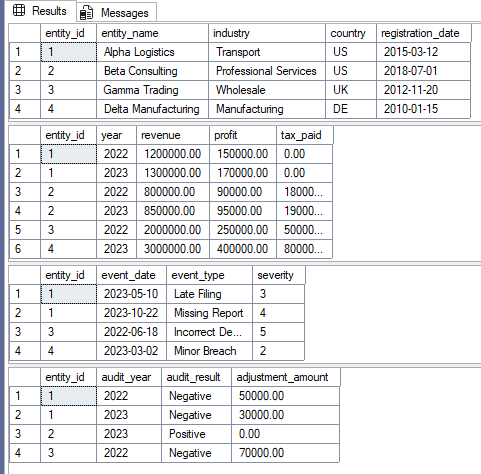 Results Messages
entity_id entity_name industry country registration_date
1 1 Alpha Logistics Transport US 2015-03-12
2 2 Beta Consulting Professional Services US 2018-07-01
3 3 Gamma Trading Wholesale UK 2012-11-20
4 4 Delta Manufacturing Manufacturing DE 2010-01-15
entity_id year revenue profit tax_paid
1 1 2022 1200000.00 150000.00 0.00
2 1 2023 1300000.00 170000.00 0.00
3 2 2022 800000.00 90000.00 18000...
4 2 2023 850000.00 95000.00 19000...
5 3 2022 2000000.00 250000.00 50000...
6 4 2023 3000000.00 400000.00 80000...
entity_id event_date event_type severity
1 1 2023-05-10 Late Filing 3
2 1 2023-10-22 Missing Report 4
3 3 2022-06-18 Incorrect De... 5
4 4 2023-03-02 Minor Breach 2
entity_id audit_year audit_result adjustment_amount
1 1 2022 Negative 50000.00
2 1 2023 Negative 30000.00
3 2 2023 Positive 0.00
4 3 2022 Negative 70000.00